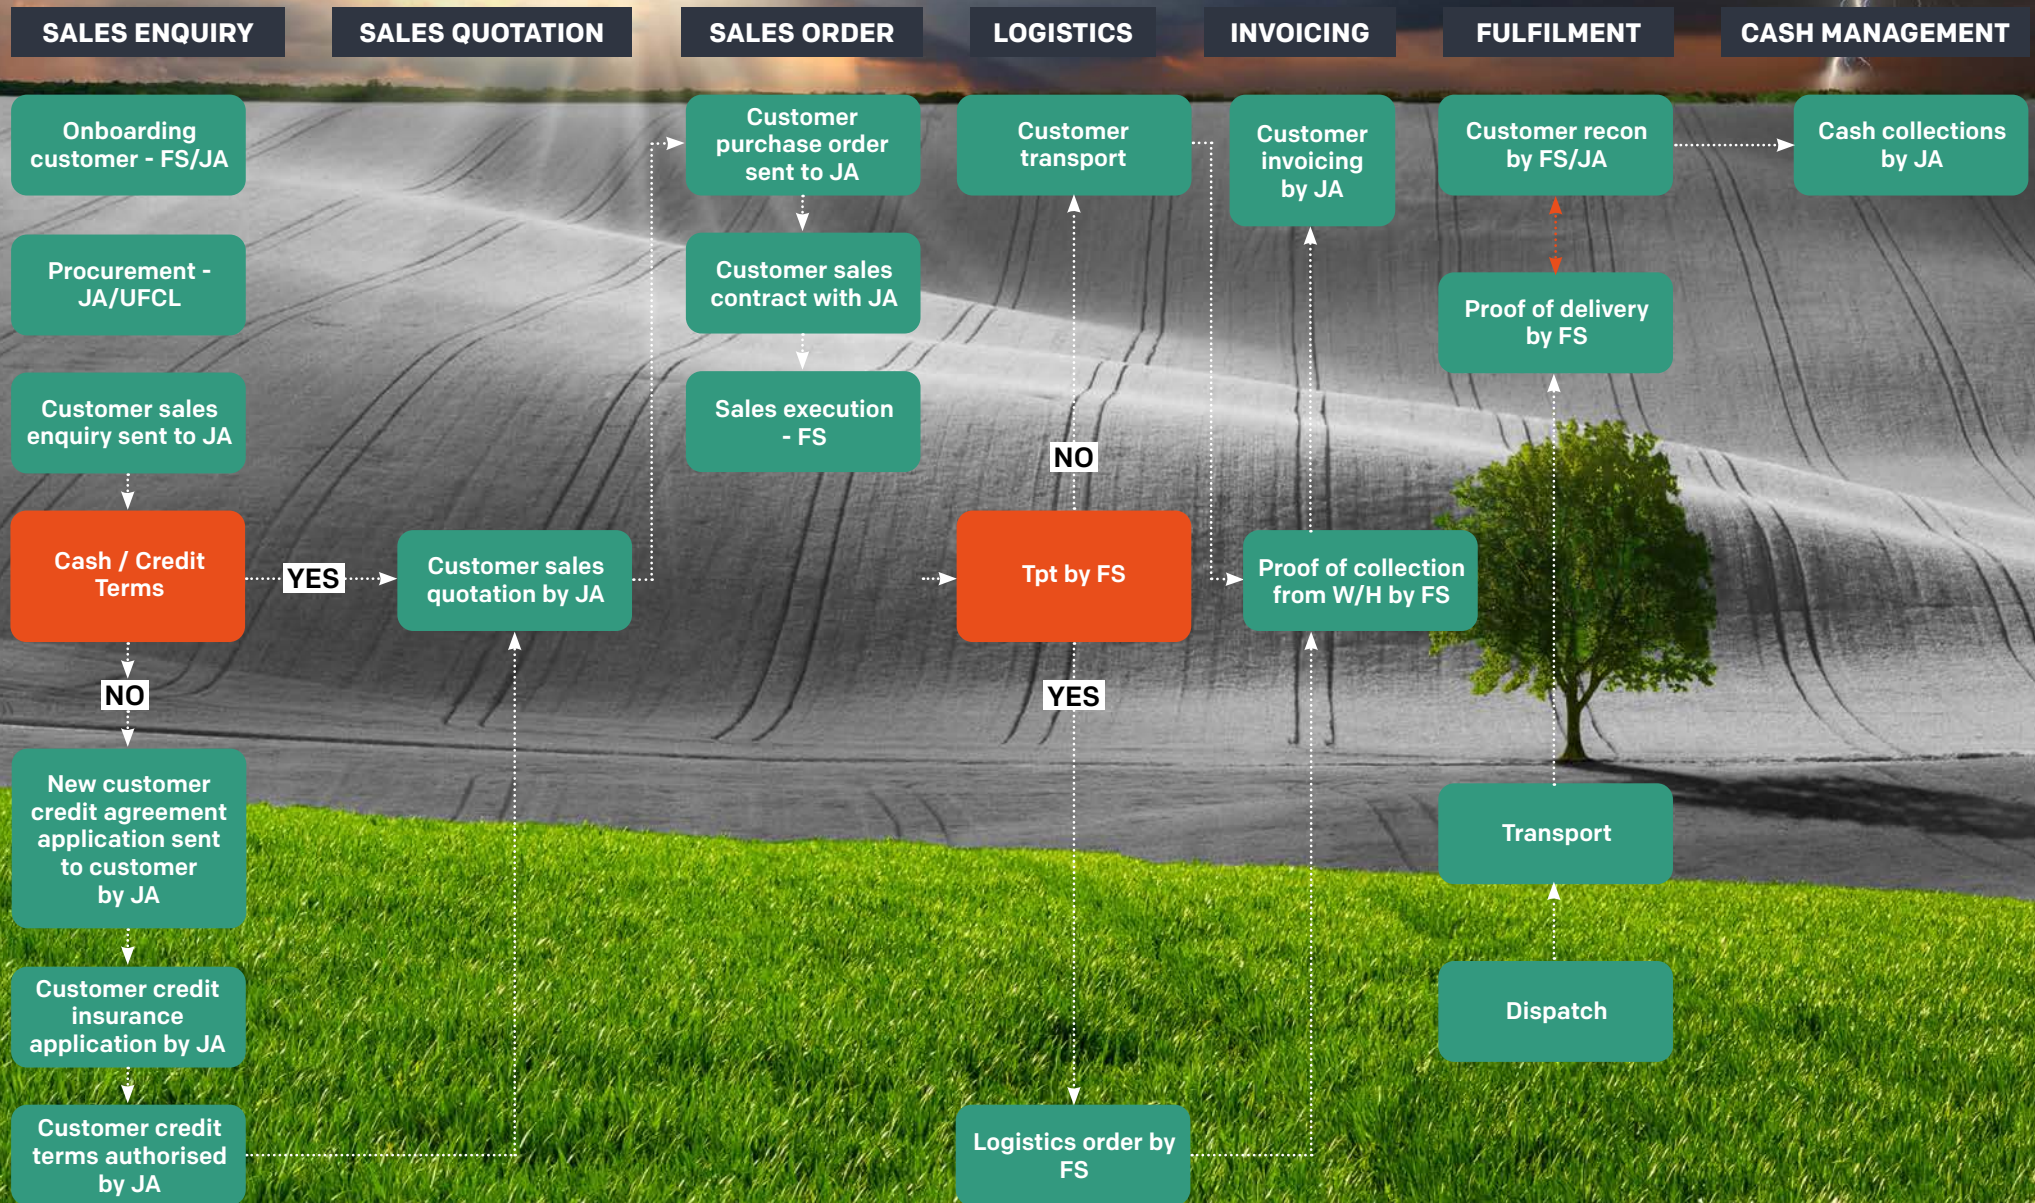 SALES ENQUIRY
SALES QUOTATION
SALES ORDER
LOGISTICS
INVOICING
FULFILMENT
CASH MANAGEMENT
Onboarding
customer - FS/JA
Procurement -
JA/UFCL
Customer sales
enquiry sent to JA
Cash / Credit
Terms
YES
NO
New customer
credit agreement
application sent
to customer
by JA
Customer credit
insurance
application by JA
Customer credit
terms authorised
by JA
Customer sales
quotation by JA
Customer
purchase order
sent to JA
Customer sales
contract with JA
Sales execution
- FS
Customer
transport
NO
Tpt by FS
YES
Logistics order by
FS
Customer
invoicing
by JA
Proof of collection
from W/H by FS
Customer recon
by FS/JA
Proof of delivery
by FS
Transport
Dispatch
Cash collections
by JA